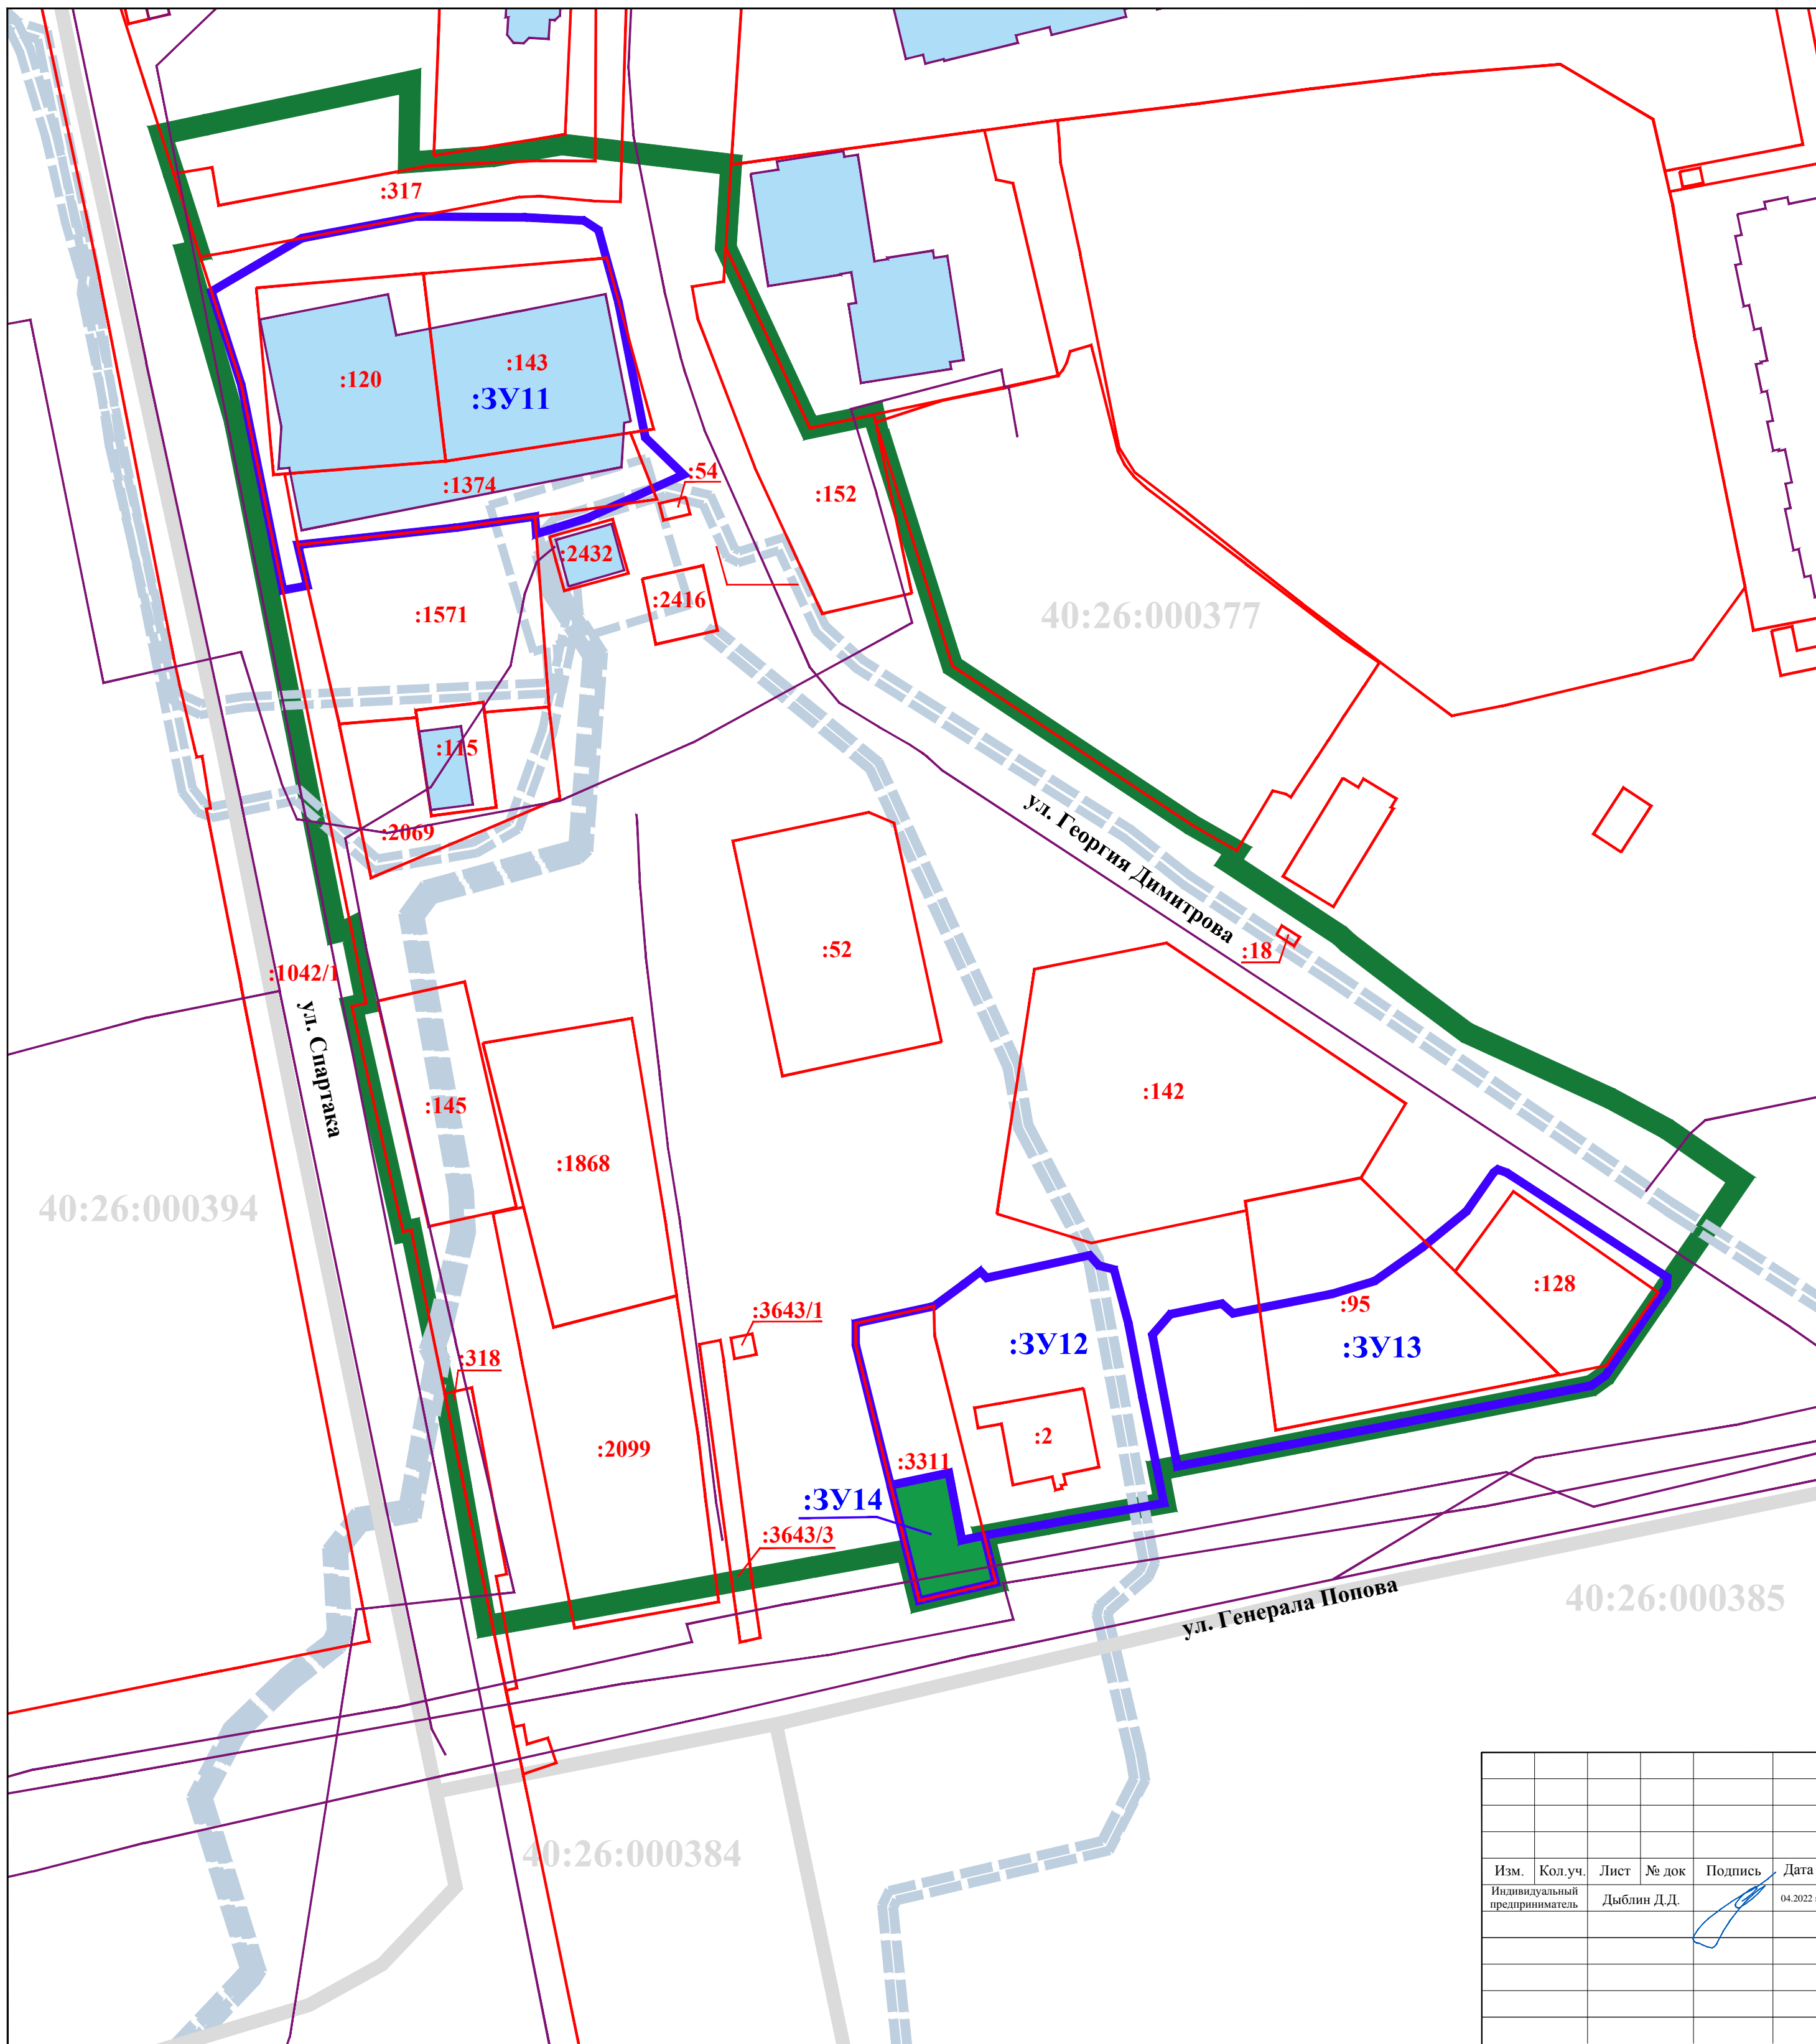 :317
:143
:120
:ЗУ11
:54
:1374
:152
:2432
:2416
:1571
40:26:000377
:115
ул. Георгия Димитрова
:2069
:52
:18
:1042/1
ул. Спартака
:142
:145
:1868
40:26:000394
:128
:3643/1
:95
:ЗУ12
:ЗУ13
:318
:2
:2099
:3311
:ЗУ14
:3643/3
ул. Генерала Попова
40:26:000385
40:26:000384
Изм. Кол.уч. Лист № док Подпись Дата
Индивидуальный
предприниматель
Дыблин Д.Д.
04.2022